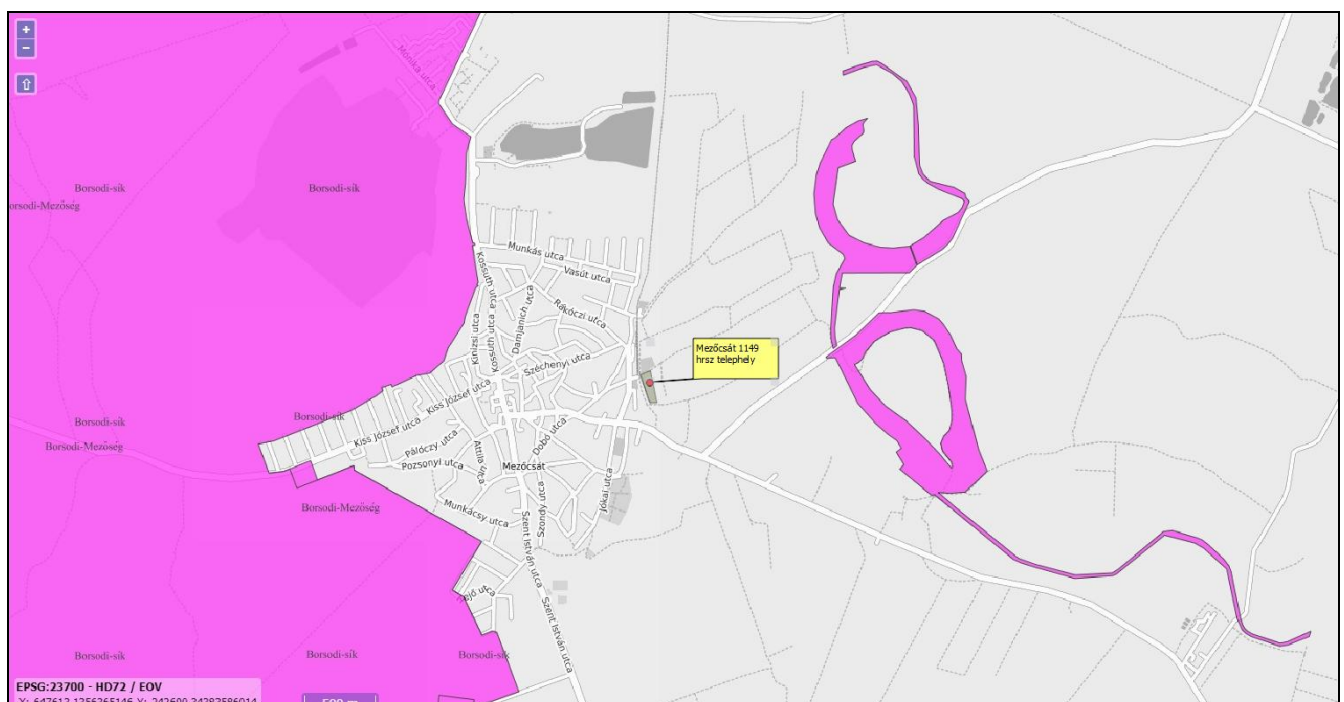 +
−
⇧
Mónika utca
Borsodi-sík
Borsodi-sík
orsodi-Mezőség
Munkás utca
Vasút utca
Kossuth utca
Kossuth utca
Damjanich utca
Rákóczi utca
Kinizsi utca
Széchenyi utca
Mezőcsát 1149
hrsz telephely
Kiss József utca
Borsodi-sík
Borsodi-sík
Kiss József utca
Borsodi-Mezőség
Pálóczy utca
Attila utca
Dobó utca
Pozsonyi utca
Mezőcsát
Jókai utca
Borsodi-Mezőség
Munkácsy utca
Szondy utca
Szent István utca
Szent István utca
Borsodi-sík
Borsodi-sík
Borsodi-sík
EPSG:23700 - HD72 / EOV